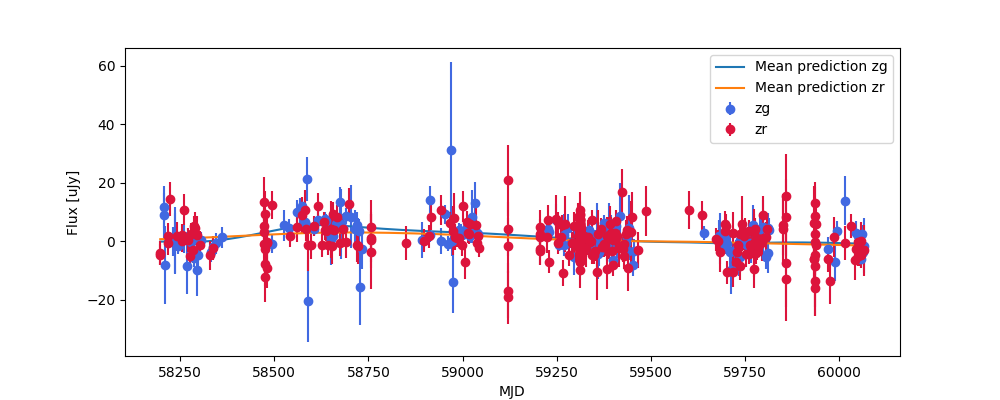 60
40
20
0
−20
Flux [uJy]
58250 58500 58750 59000 59250 59500 59750 60000
MJD
Mean prediction zg
Mean prediction zr
zg
zr